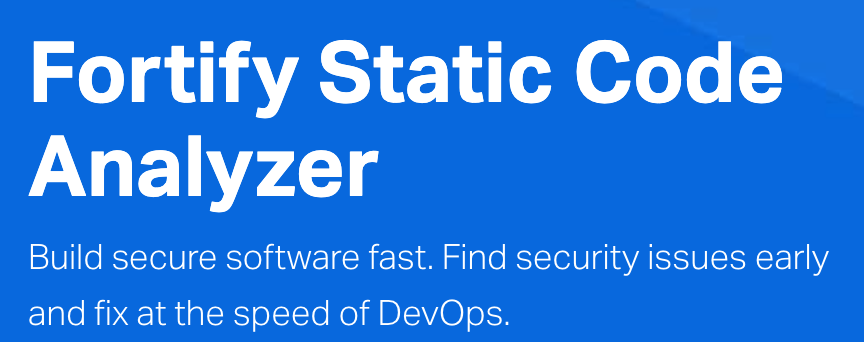 Fortify Static Code
Analyzer
Build secure software fast. Find security issues early
and fix at the speed of DevOps.